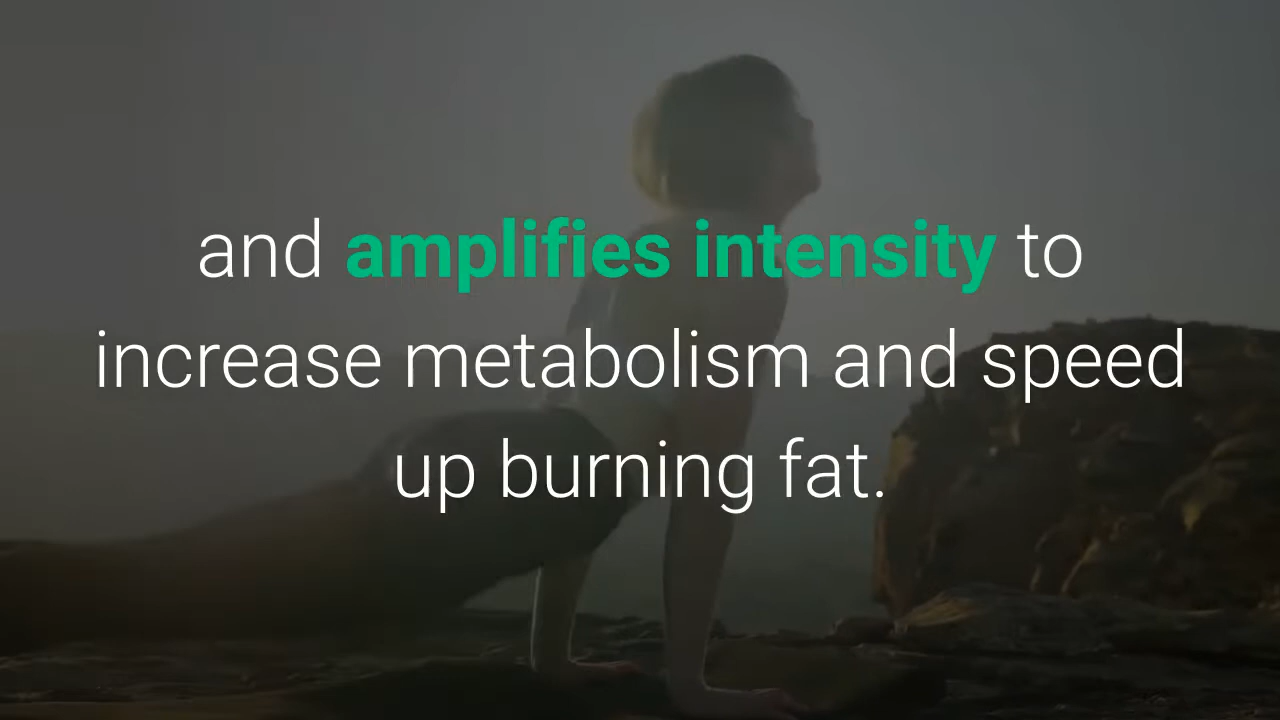 and amplifies intensity to
increase metabolism and speed
up burning fat.